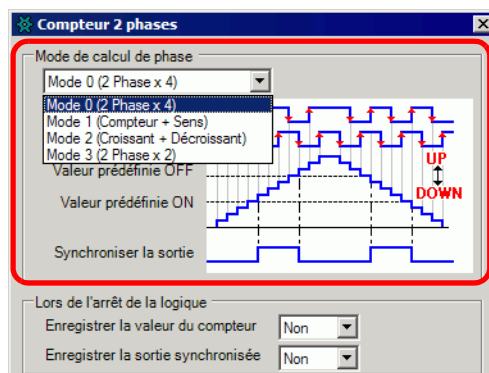 Compteur 2 phases
Mode de calcul de phase
Mode 0 (2 Phase x 4)
Mode 0 (2 Phase x 4)
Mode 1 (Compteur + Sens)
Mode 2 (Croissant + Décroissant)
Mode 3 (2 Phase x 2)
Valeur prédéfinie OFF
UP
DOWN
Valeur prédéfinie ON
Synchroniser la sortie
Lors de l'arrêt de la logique
Enregistrer la valeur du compteur Non
Enregistrer la sortie synchronisée Non